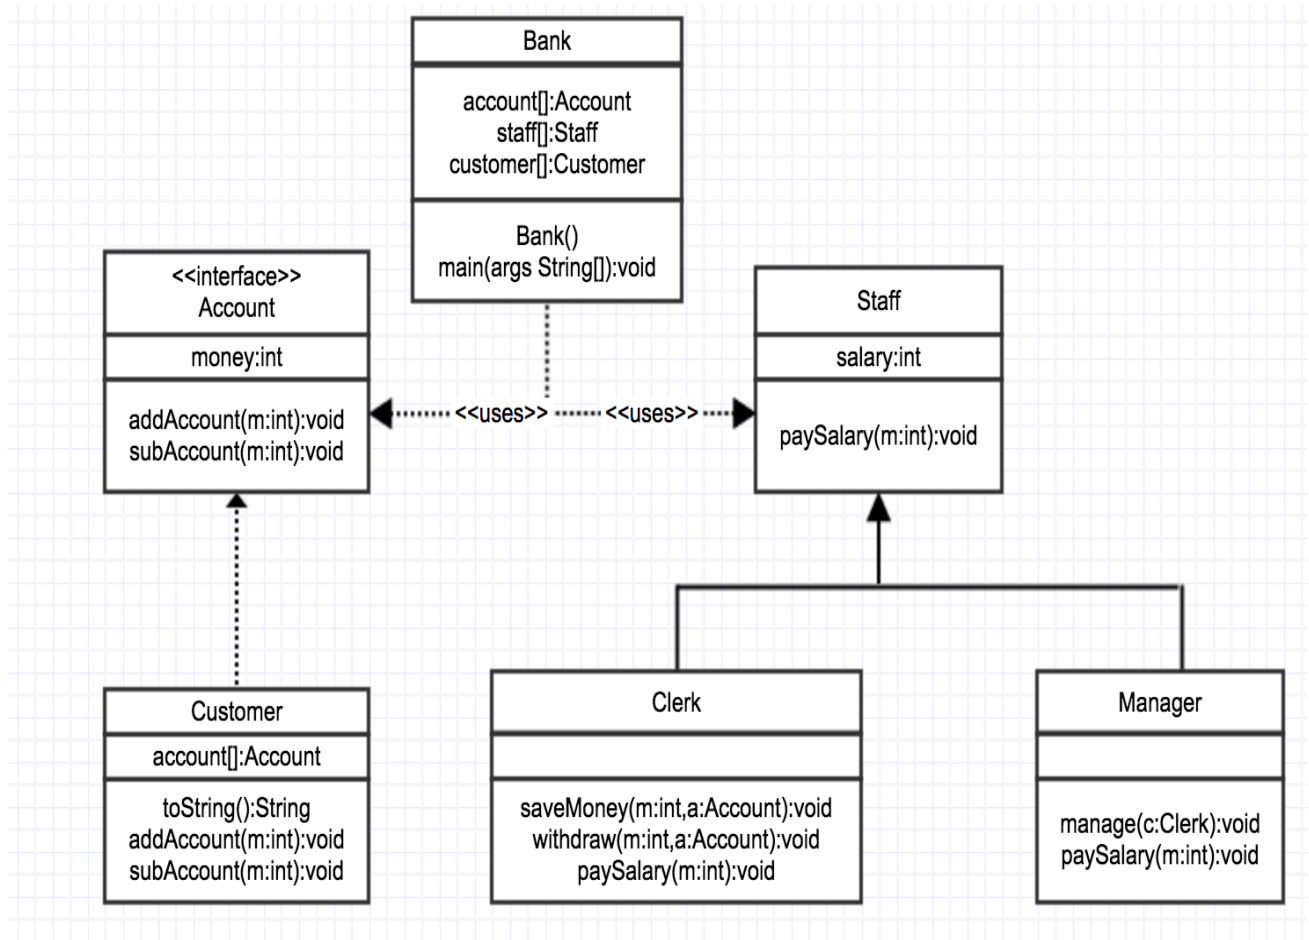 Bank
account[]:Account
staff[]:Staff
customer[]:Customer
Bank()
main(args String[]):void
<<interface>>
Account
money:int
addAccount(m:int):void
subAccount(m:int):void
<<uses>>
<<uses>>
Staff
salary:int
paySalary(m:int):void
Customer
account[]:Account
toString():String
addAccount(m:int):void
subAccount(m:int):void
Clerk
saveMoney(m:int,a:Account):void
withdraw(m:int,a:Account):void
paySalary(m:int):void
Manager
manage(c:Clerk):void
paySalary(m:int):void